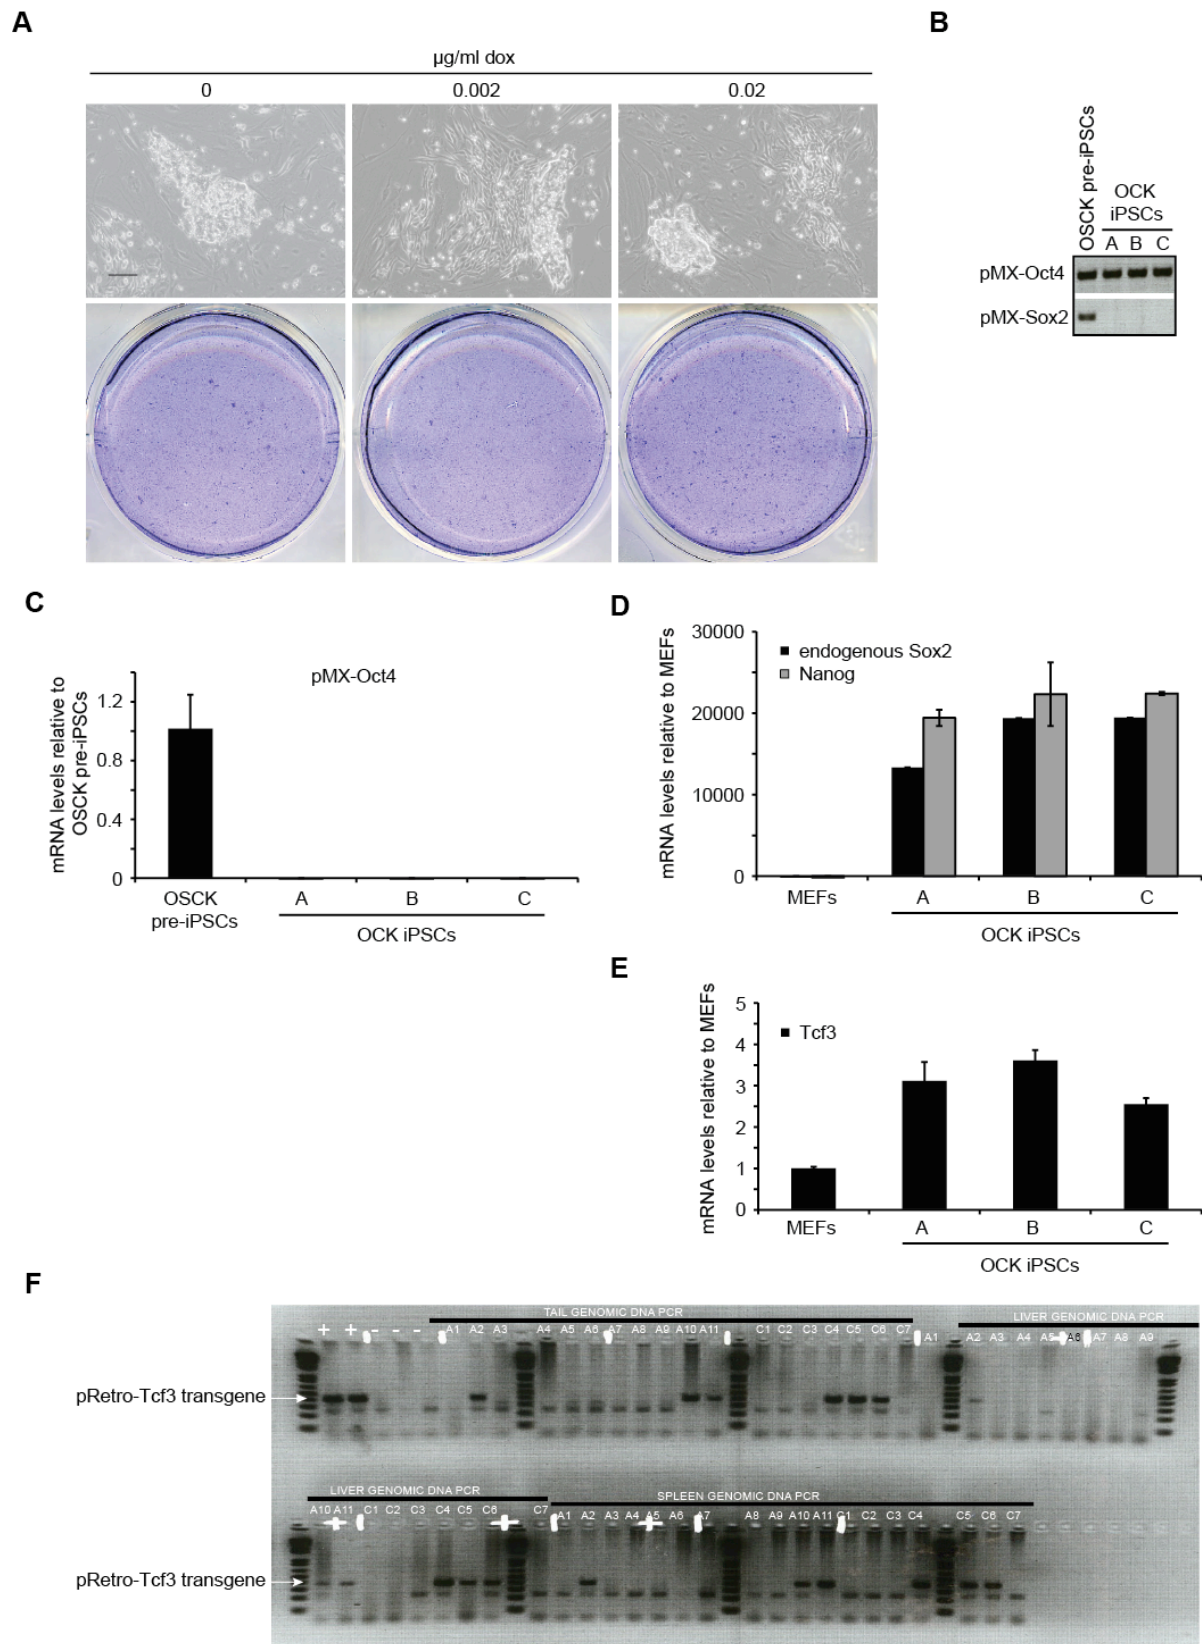 A
µg/ml dox
0 0.002 0.02
B
OSCK pre-iPSCs
OCK
iPSCs
A B C
pMX-Oct4
pMX-Sox2
C
mRNA levels relative to
OSCK pre-iPSCs
pMX-Oct4
1.2
0.8
0.4
0
OSCK
pre-iPSCs
A B C
OCK iPSCs
D
mRNA levels relative to MEFs
30000
20000
10000
0
endogenous Sox2
Nanog
MEFs A B C
OCK iPSCs
E
mRNA levels relative to MEFs
5
4
3
2
1
0
Tcf3
MEFs A B C
OCK iPSCs
F
TAIL GENOMIC DNA PCR
LIVER GENOMIC DNA PCR
+ + - - - A1 A2 A3 A4 A5 A6 A7 A8 A9 A10 A11 C1 C2 C3 C4 C5 C6 C7 A1 A2 A3 A4 A5 A6 A7 A8 A9
pRetro-Tcf3 transgene
LIVER GENOMIC DNA PCR
SPLEEN GENOMIC DNA PCR
A10 A11 C1 C2 C3 C4 C5 C6 C7 A1 A2 A3 A4 A5 A6 A7 A8 A9 A10 A11 C1 C2 C3 C4 C5 C6 C7
pRetro-Tcf3 transgene